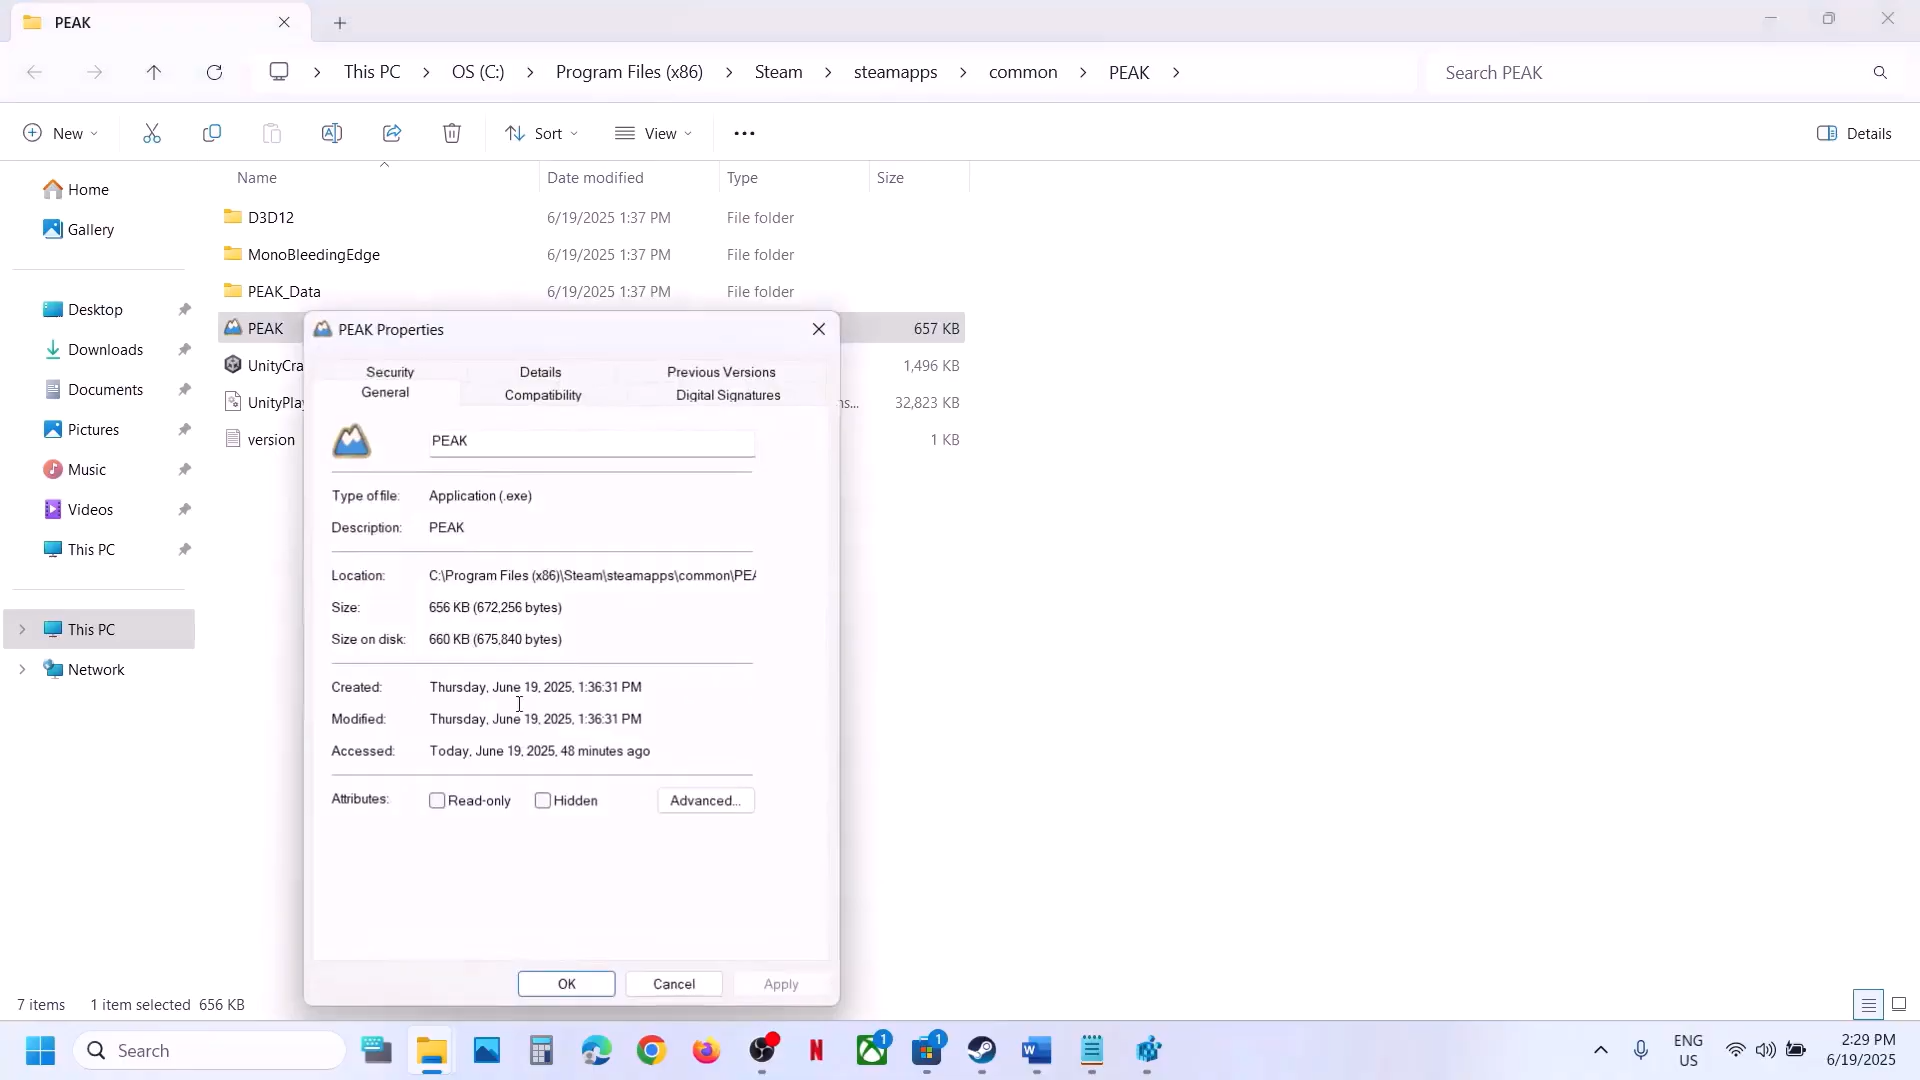 PEAK
This PC > OS (C:) > Program Files (x86) > Steam > steamapps > common > PEAK >
Search PEAK
New
Sort
View
Details
Name
Date modified
Type
Size
Home
Gallery
Desktop
Downloads
Documents
Pictures
Music
Videos
This PC
This PC
Network
D3D12 6/19/2025 1:37 PM File folder
MonoBleedingEdge 6/19/2025 1:37 PM File folder
PEAK_Data 6/19/2025 1:37 PM File folder
PEAK 657 KB
UnityCra 1,496 KB
UnityPlay 32,823 KB
version 1 KB
PEAK Properties
Security Details Previous Versions
General Compatibility Digital Signatures
PEAK
Type of file: Application (.exe)
Description: PEAK
Location: C:\Program Files (x86)\Steam\steamapps\common\PEA
Size: 656 KB (672,256 bytes)
Size on disk: 660 KB (675,840 bytes)
Created: Thursday, June 19, 2025, 1:36:31 PM
Modified: Thursday, June 19, 2025, 1:36:31 PM
Accessed: Today, June 19, 2025, 48 minutes ago
Attributes: Read-only Hidden Advanced...
OK Cancel Apply
7 items 1 item selected 656 KB
Search
1
1
ENG
US
2:29 PM
6/19/2025